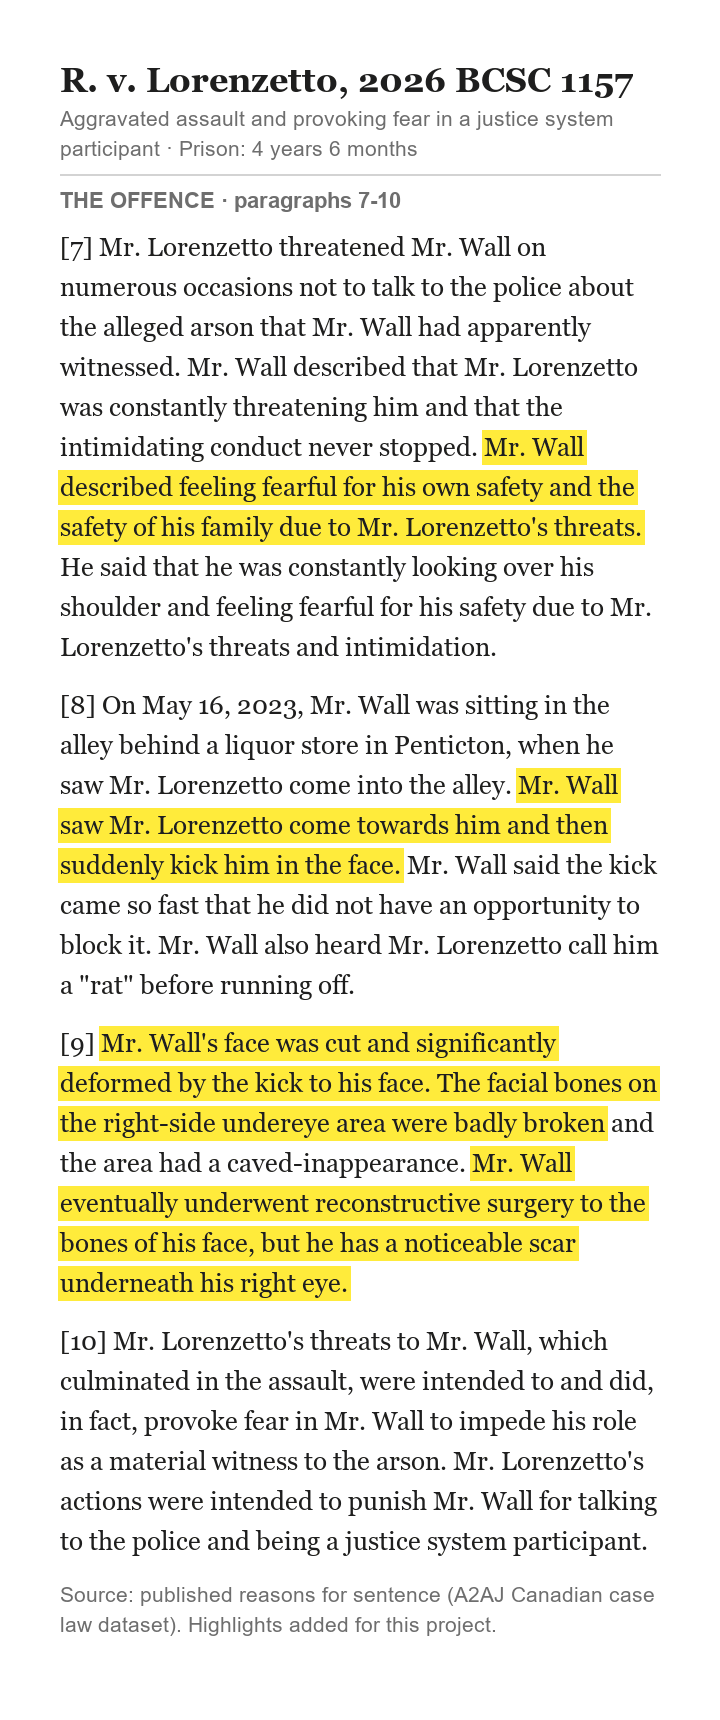 R. v. Lorenzetto, 2026 BCSC 1157
Aggravated assault and provoking fear in a justice system
participant · Prison: 4 years 6 months
THE OFFENCE · paragraphs 7-10
[7] Mr. Lorenzetto threatened Mr. Wall on
numerous occasions not to talk to the police about
the alleged arson that Mr. Wall had apparently
witnessed. Mr. Wall described that Mr. Lorenzetto
was constantly threatening him and that the
intimidating conduct never stopped. Mr. Wall
described feeling fearful for his own safety and the
safety of his family due to Mr. Lorenzetto's threats.
He said that he was constantly looking over his
shoulder and feeling fearful for his safety due to Mr.
Lorenzetto's threats and intimidation.
[8] On May 16, 2023, Mr. Wall was sitting in the
alley behind a liquor store in Penticton, when he
saw Mr. Lorenzetto come into the alley. Mr. Wall
saw Mr. Lorenzetto come towards him and then
suddenly kick him in the face. Mr. Wall said the kick
came so fast that he did not have an opportunity to
block it. Mr. Wall also heard Mr. Lorenzetto call him
a "rat" before running off.
[9] Mr. Wall's face was cut and significantly
deformed by the kick to his face. The facial bones on
the right-side undereye area were badly broken and
the area had a caved-inappearance. Mr. Wall
eventually underwent reconstructive surgery to the
bones of his face, but he has a noticeable scar
underneath his right eye.
[10] Mr. Lorenzetto's threats to Mr. Wall, which
culminated in the assault, were intended to and did,
in fact, provoke fear in Mr. Wall to impede his role
as a material witness to the arson. Mr. Lorenzetto's
actions were intended to punish Mr. Wall for talking
to the police and being a justice system participant.
Source: published reasons for sentence (A2AJ Canadian case
law dataset). Highlights added for this project.